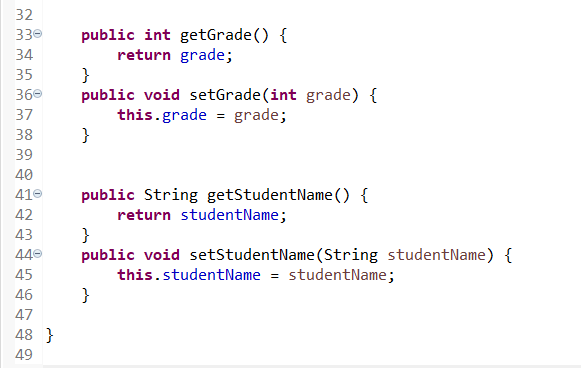 32
33 public int getGrade() {
34 return grade;
35 }
36 public void setGrade(int grade) {
37 this.grade = grade;
38 }
39
40
41 public String getStudentName() {
42 return studentName;
43 }
44 public void setStudentName(String studentName) {
45 this.studentName = studentName;
46 }
47
48 }
49